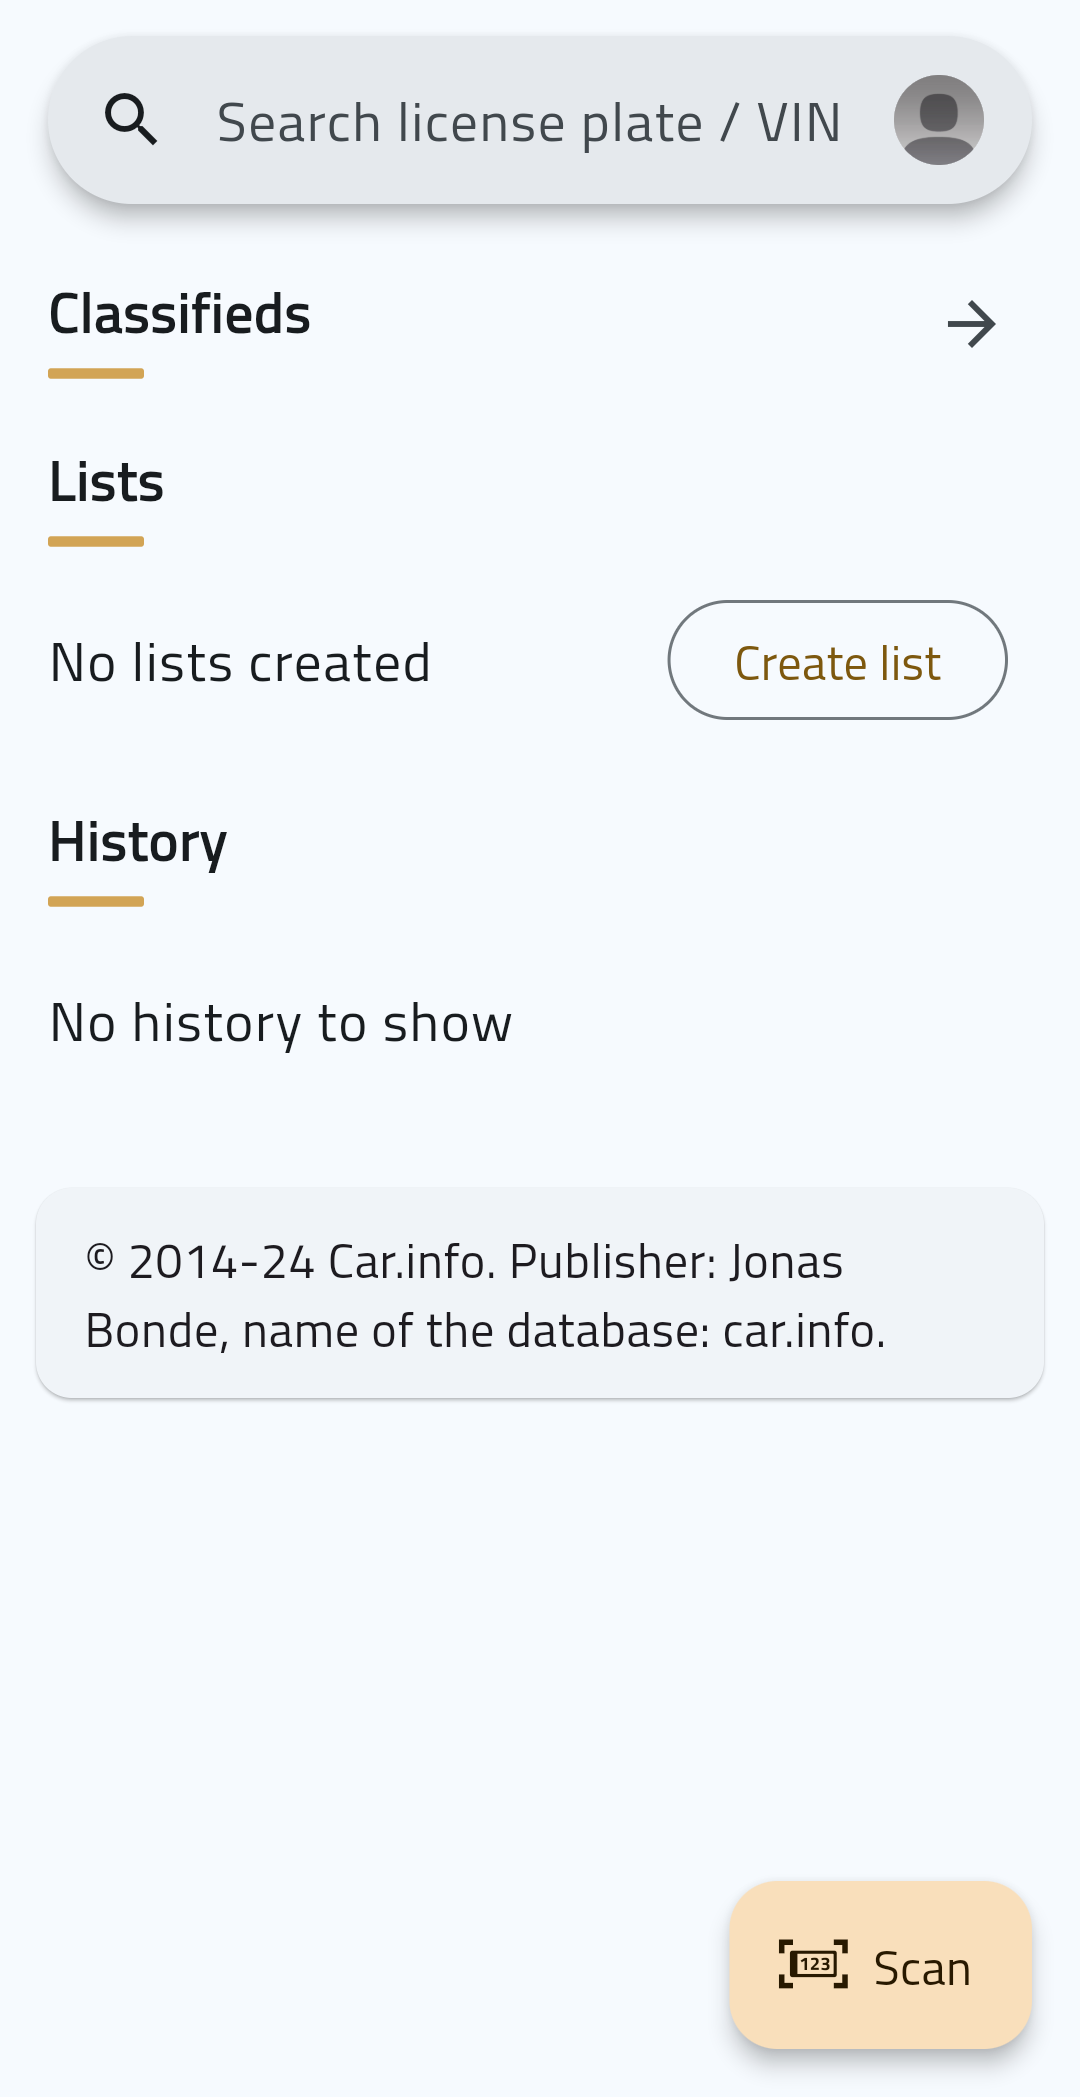 Search license plate / VIN
Classifieds
Lists
No lists created
Create list
History
No history to show
© 2014-24 Car.info. Publisher: Jonas
Bonde, name of the database: car.info.
123
Scan